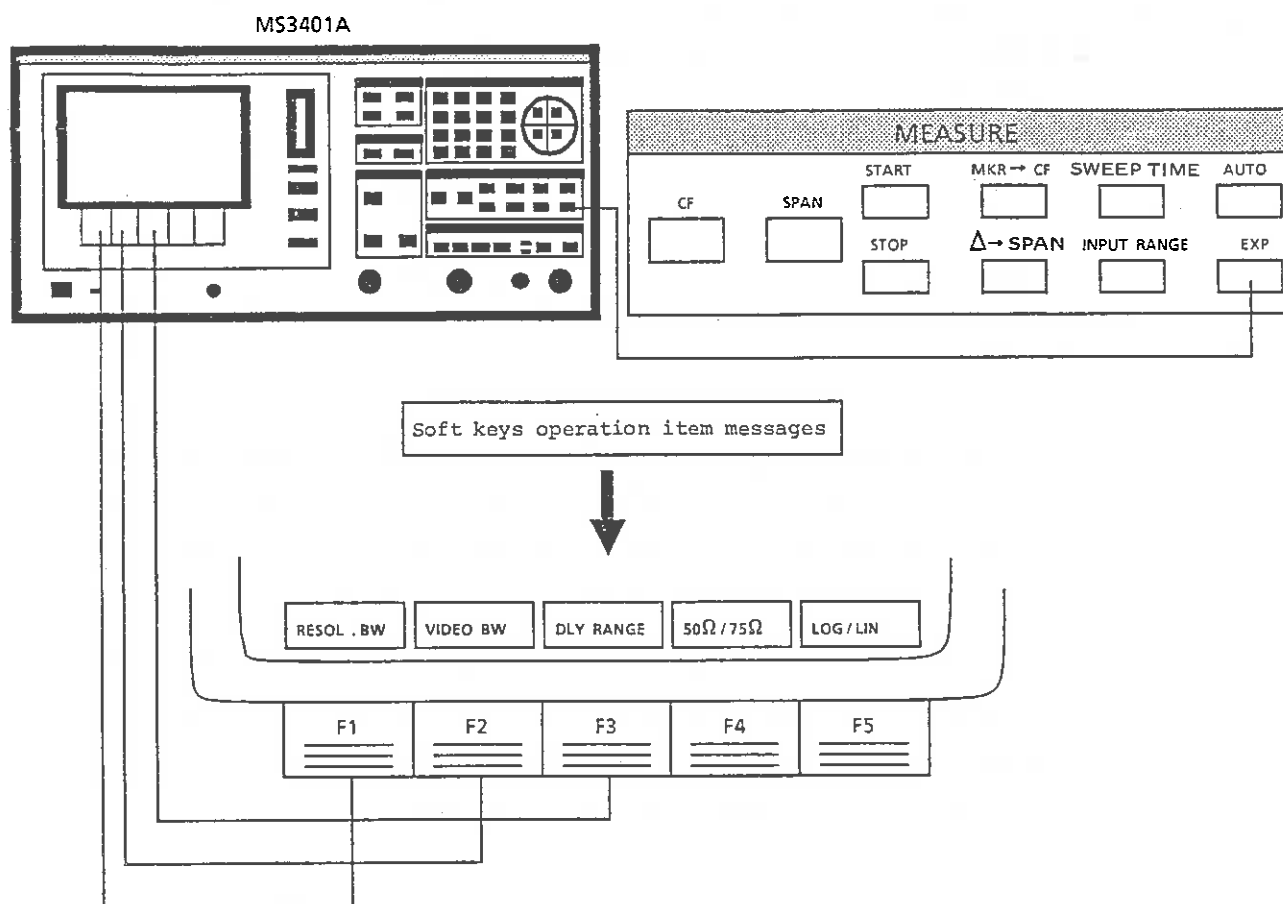 MS3401A
MEASURE
START MKR→ CF SWEEP TIME AUTO
CF SPAN
STOP Δ→ SPAN INPUT RANGE EXP
Soft keys operation item messages
RESOL . BW VIDEO BW DLY RANGE 50Ω/75Ω LOG/LIN
F1 F2 F3 F4 F5